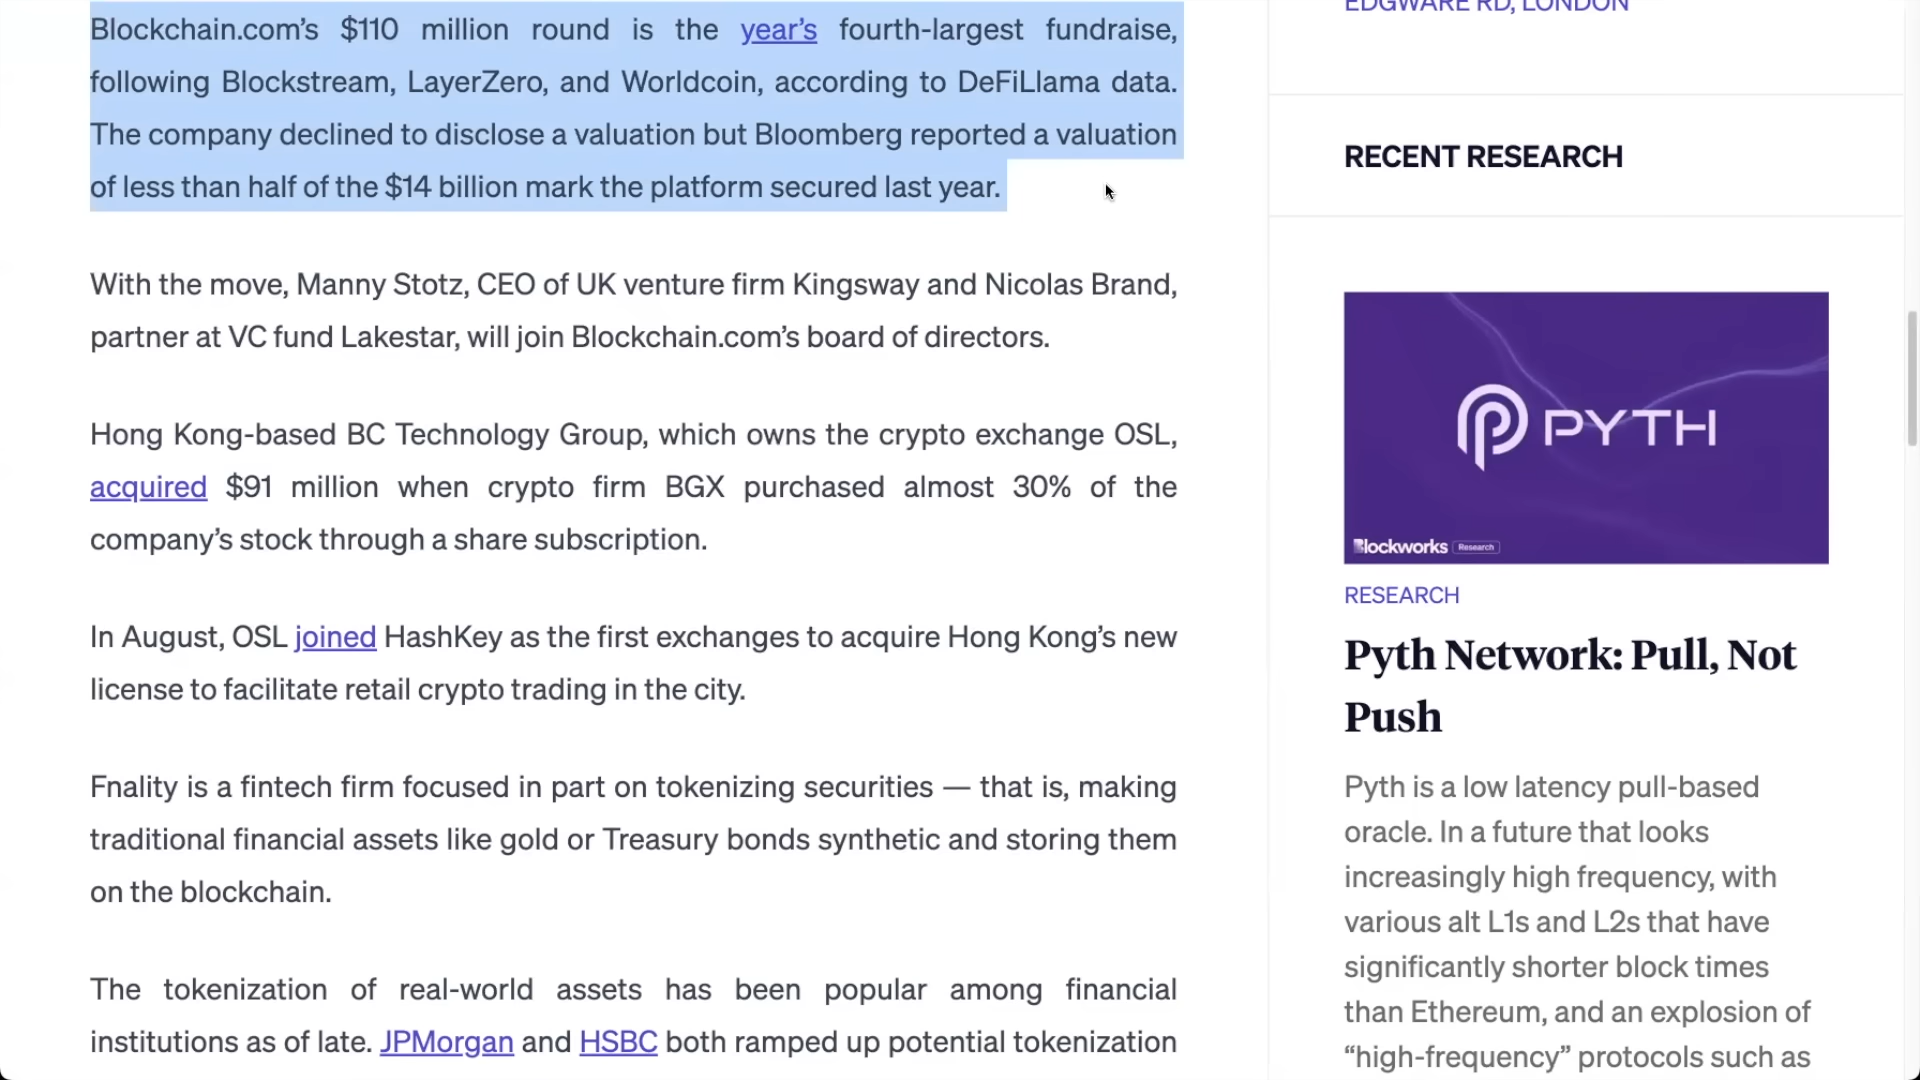 Blockchain.com’s $110 million round is the year’s fourth-largest fundraise,
following Blockstream, LayerZero, and Worldcoin, according to DeFiLlama data.
The company declined to disclose a valuation but Bloomberg reported a valuation
of less than half of the $14 billion mark the platform secured last year.
With the move, Manny Stotz, CEO of UK venture firm Kingsway and Nicolas Brand,
partner at VC fund Lakestar, will join Blockchain.com’s board of directors.
Hong Kong-based BC Technology Group, which owns the crypto exchange OSL,
acquired $91 million when crypto firm BGX purchased almost 30% of the
company’s stock through a share subscription.
In August, OSL joined HashKey as the first exchanges to acquire Hong Kong’s new
license to facilitate retail crypto trading in the city.
Fnality is a fintech firm focused in part on tokenizing securities — that is, making
traditional financial assets like gold or Treasury bonds synthetic and storing them
on the blockchain.
The tokenization of real-world assets has been popular among financial
institutions as of late. JPMorgan and HSBC both ramped up potential tokenization
EDGWARE RD, LONDON
RECENT RESEARCH
PYTH
Blockworks Research
RESEARCH
Pyth Network: Pull, Not
Push
Pyth is a low latency pull-based
oracle. In a future that looks
increasingly high frequency, with
various alt L1s and L2s that have
significantly shorter block times
than Ethereum, and an explosion of
“high-frequency” protocols such as